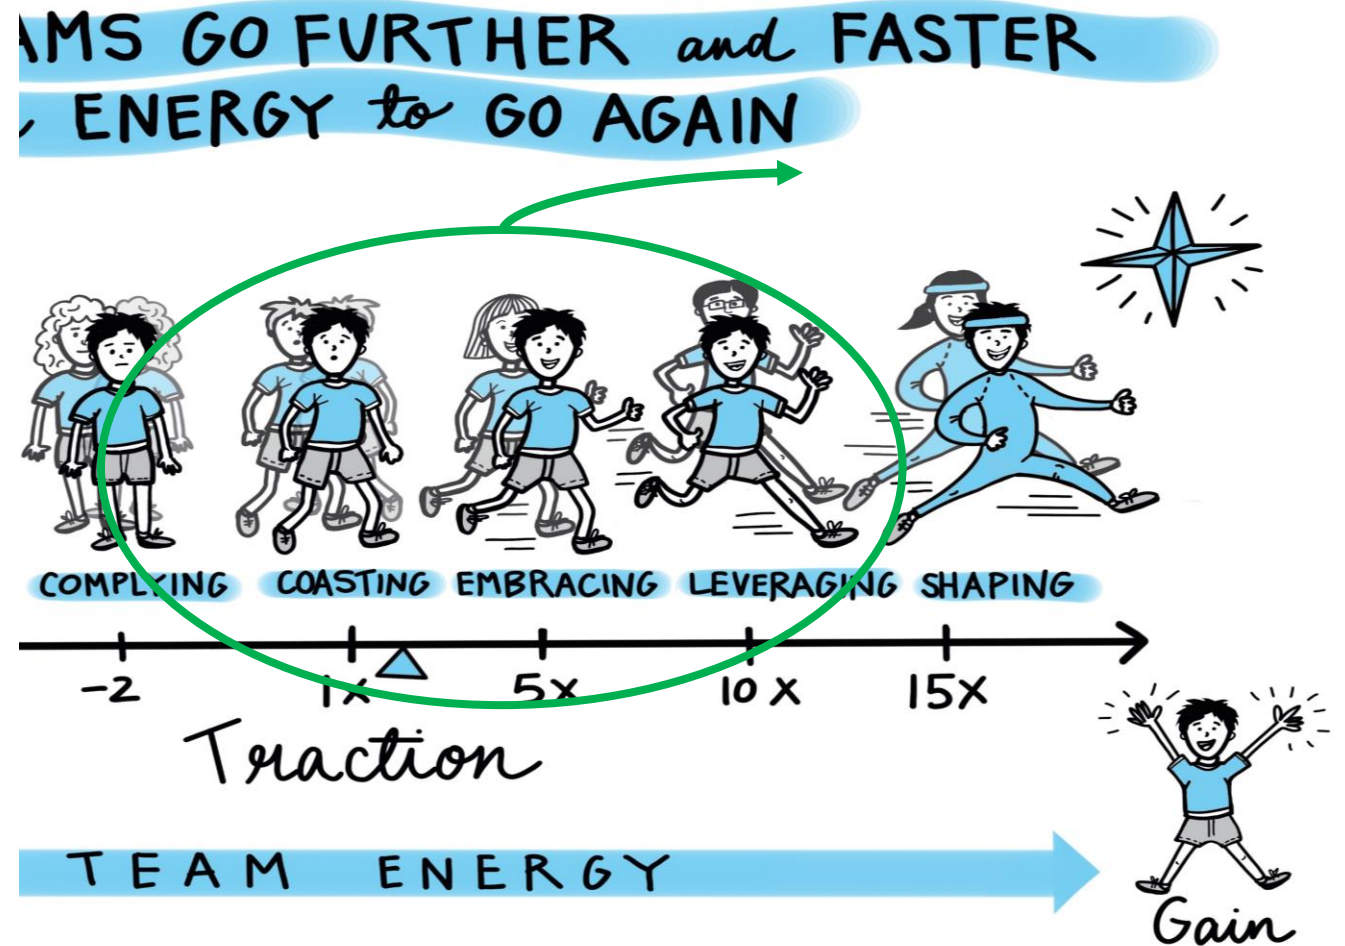 AMS GO FURTHER and FASTER
ENERGY to GO AGAIN
COMPLYING COASTING EMBRACING LEVERAGING SHAPING
-2 1X 5X 10X 15X
Traction
TEAM ENERGY
Gain